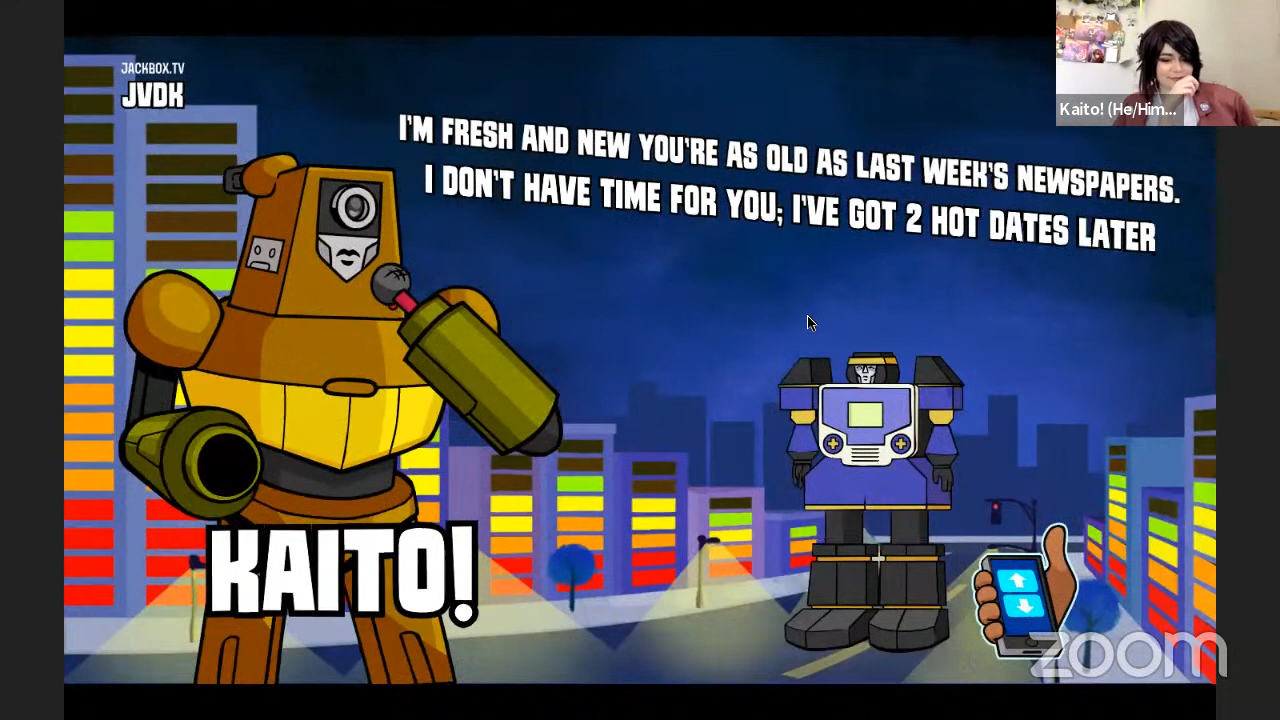 JACKBOX.TV
JVDK
I'M FRESH AND NEW YOU'RE AS OLD AS LAST WEEK'S NEWSPAPERS.
I DON'T HAVE TIME FOR YOU; I'VE GOT 2 HOT DATES LATER
Kaito! (He/Him...
KAITO!
zoom